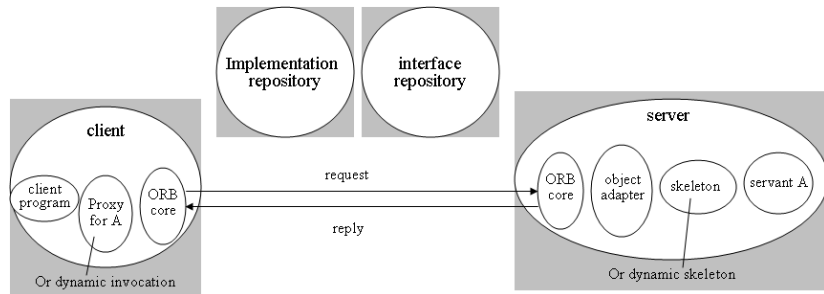 Implementation
repository
interface
repository
client
client
program
Proxy
for A
ORB
core
Or dynamic invocation
request
reply
server
ORB
core
object
adapter
skeleton
servant A
Or dynamic skeleton